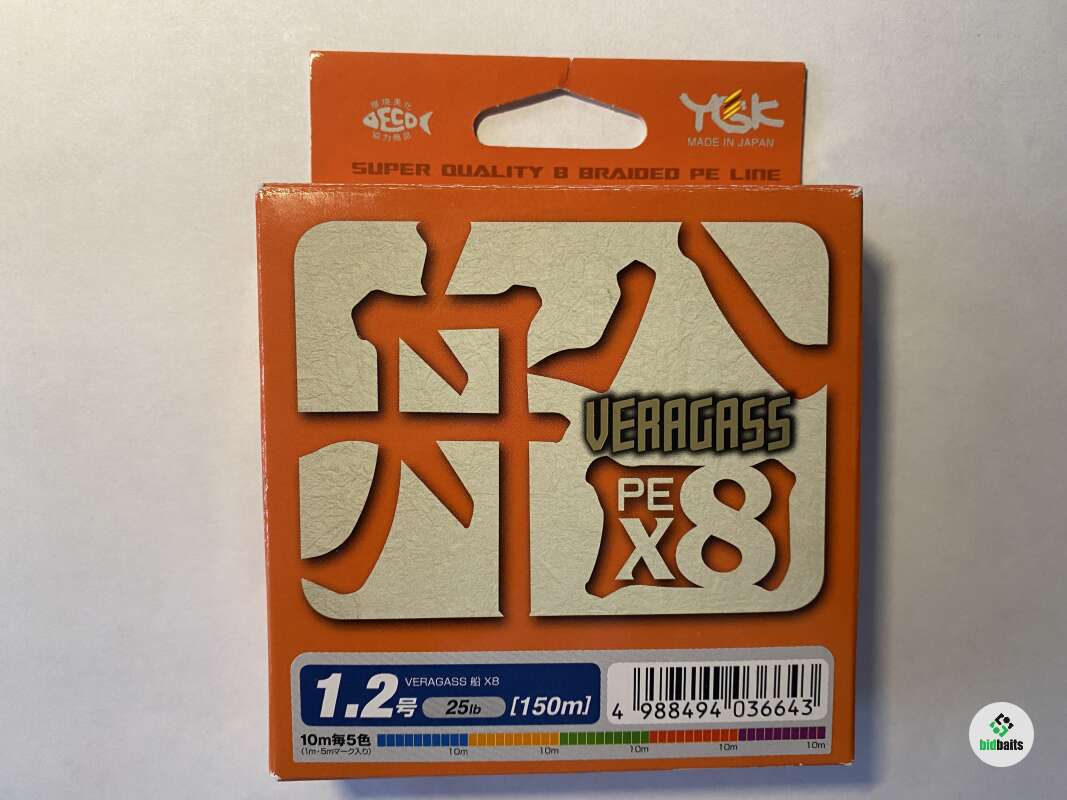 環境美化
DECO
協力商品
YGK
MADE IN JAPAN
SUPER QUALITY 8 BRAIDED PE LINE
船
VERAGASS
PE
X8
1.2号
VERAGASS 船 X8
25lb
[150m]
4 988494 036643
10m毎5色
(1m・5mマーク入り)
10m 10m 10m 10m 10m
bidbaits